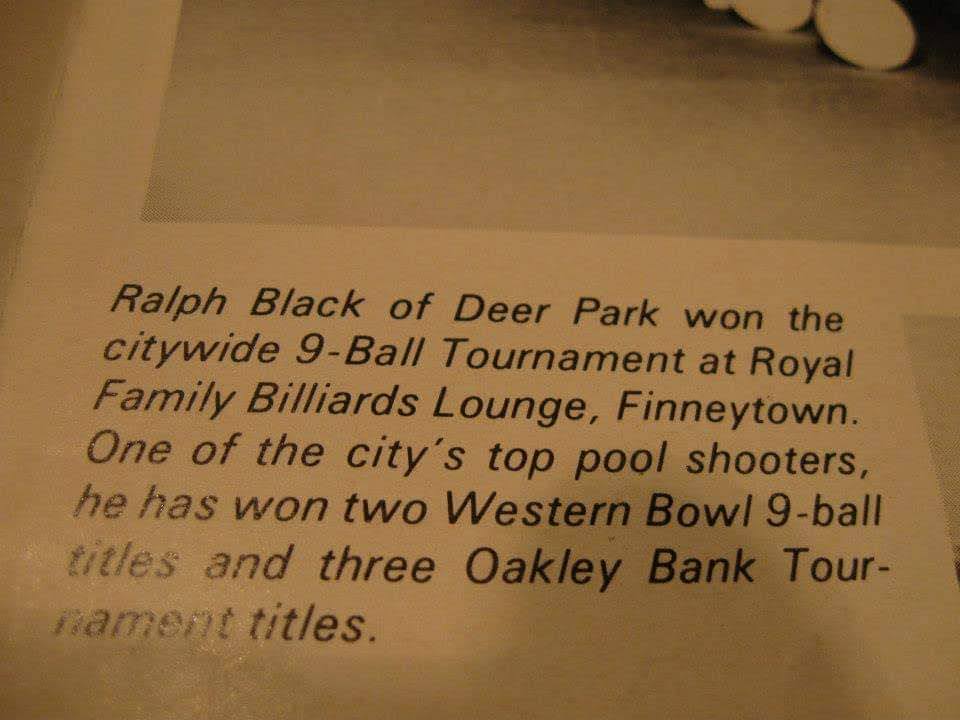 Ralph Black of Deer Park won the
citywide 9-Ball Tournament at Royal
Family Billiards Lounge, Finneytown.
One of the city's top pool shooters,
he has won two Western Bowl 9-ball
titles and three Oakley Bank Tour-
nament titles.